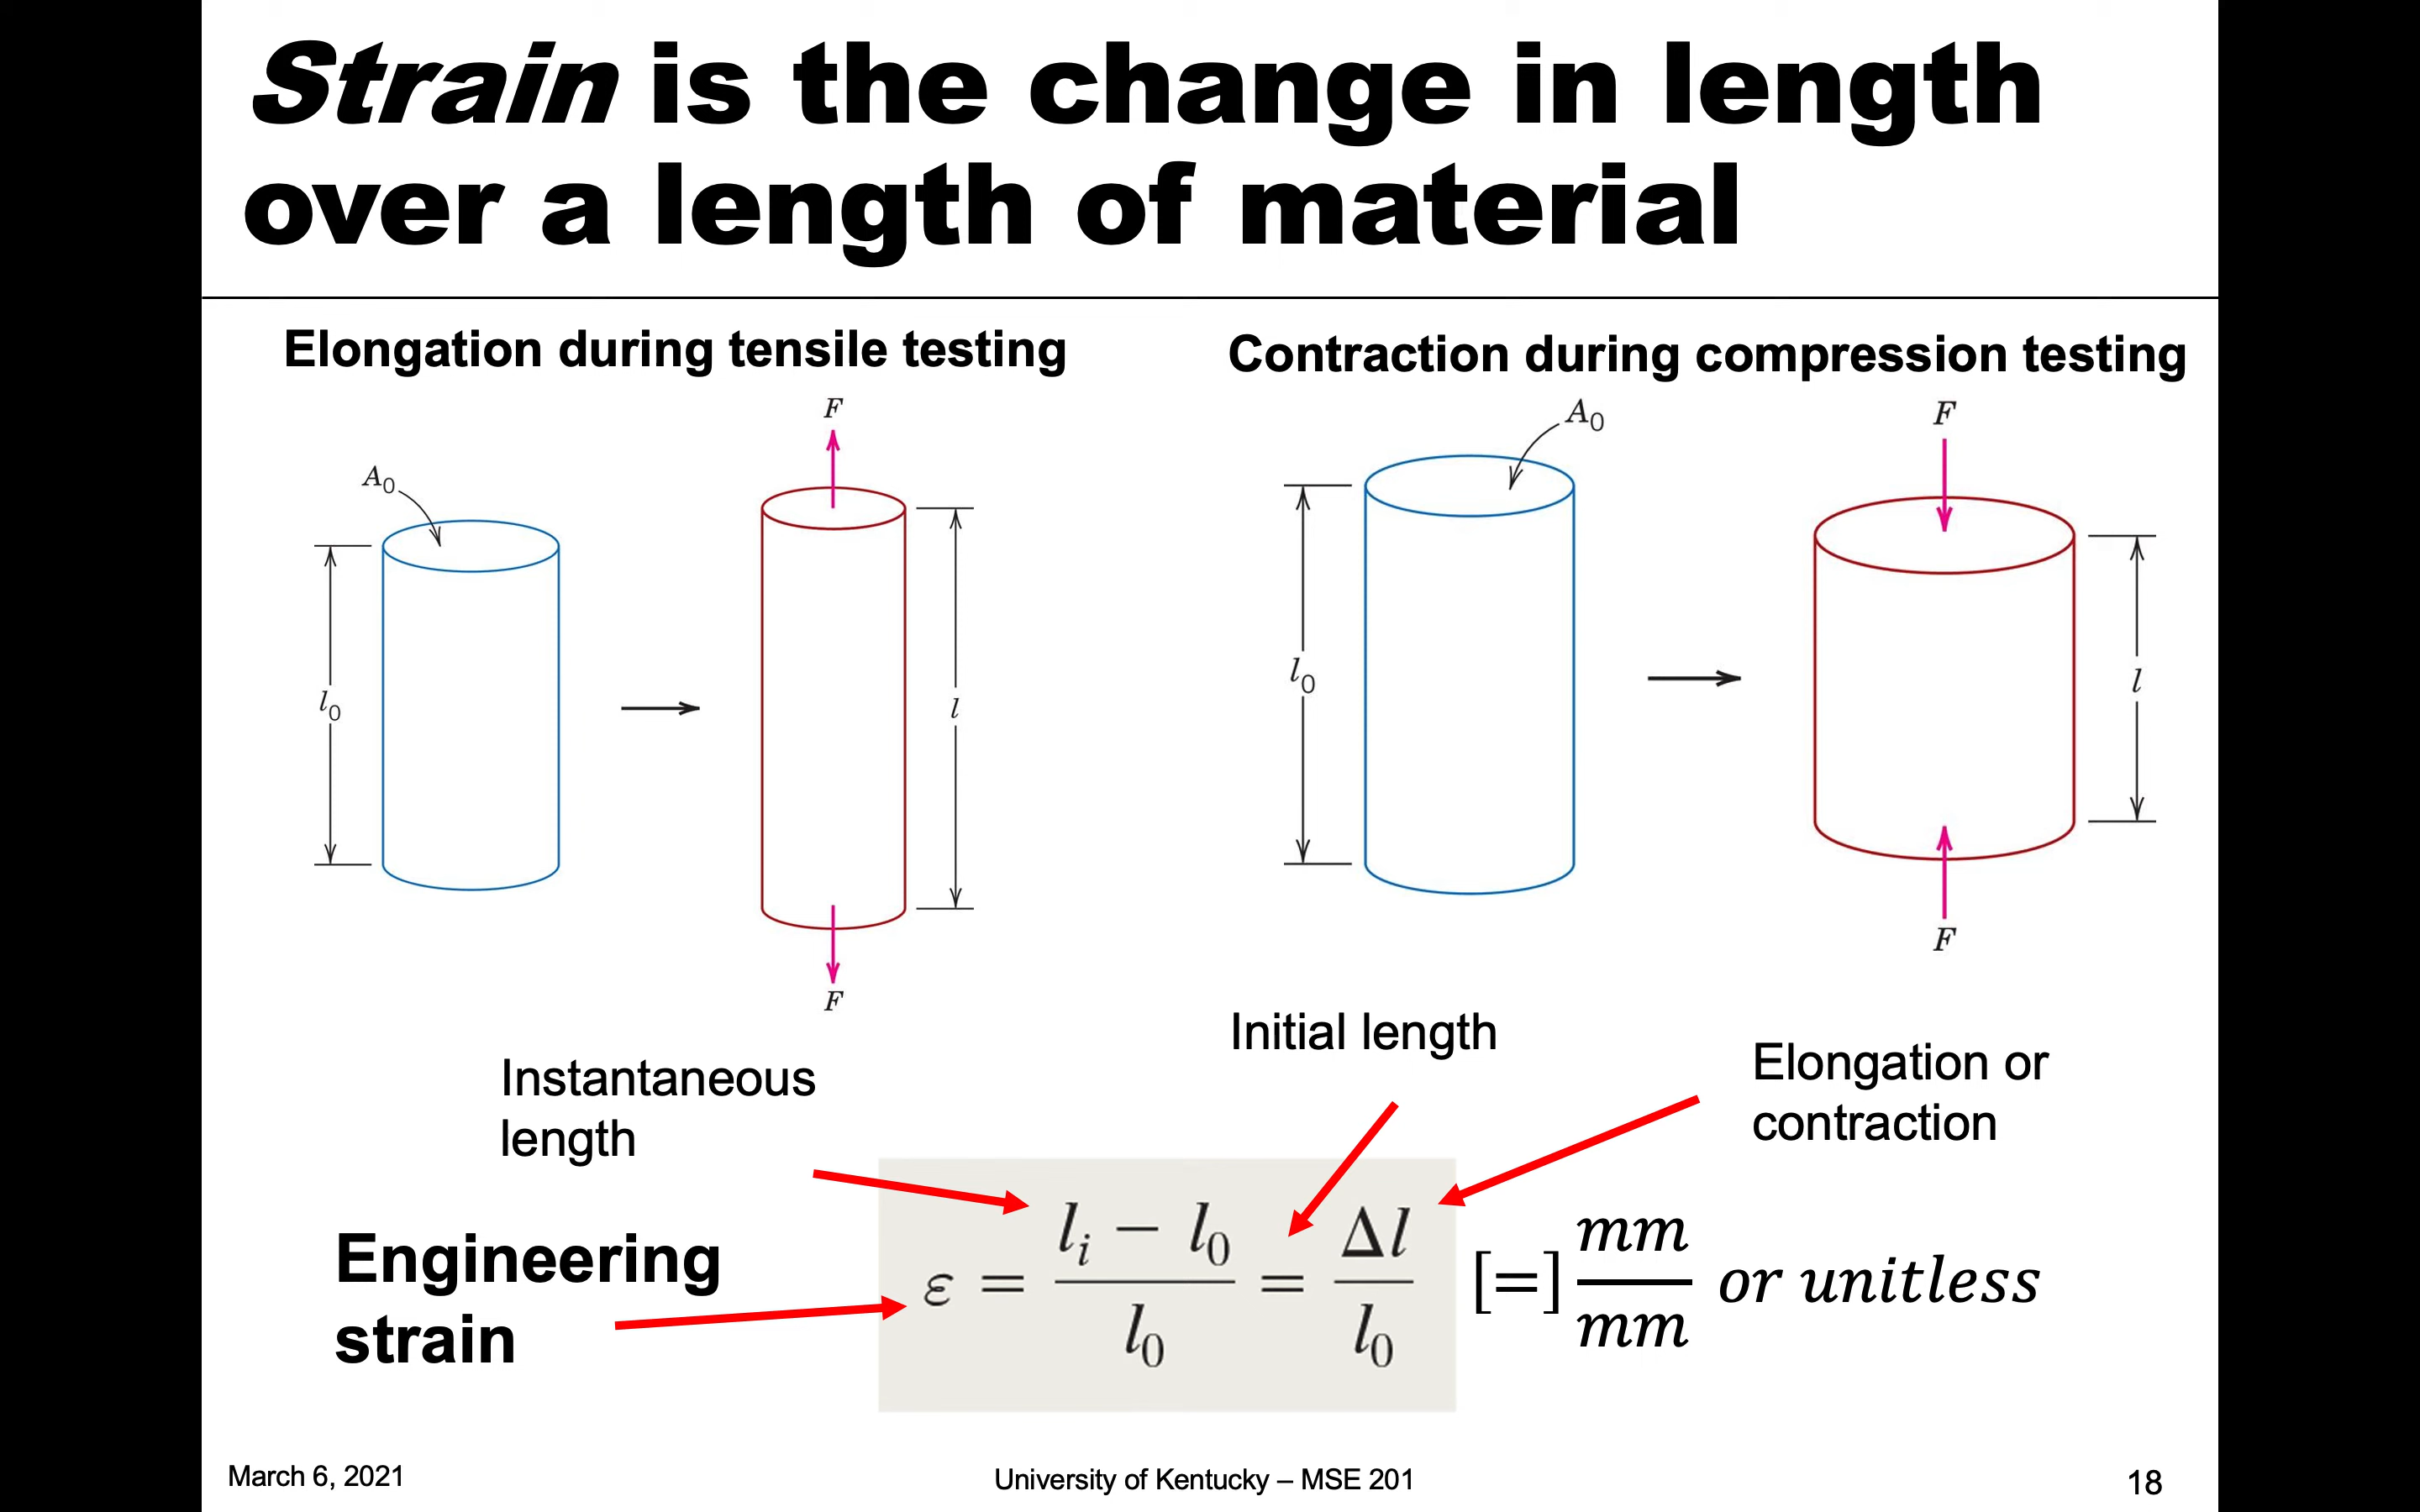 Strain is the change in length
over a length of material
Elongation during tensile testing
Contraction during compression testing
A₀
F
l₀
l
F
A₀
F
l₀
l
F
Instantaneous
length
Initial length
Elongation or
contraction
Engineering
strain
ε = (lᵢ − l₀)/l₀ = Δl/l₀ [=] mm/mm or unitless
March 6, 2021
University of Kentucky – MSE 201
18